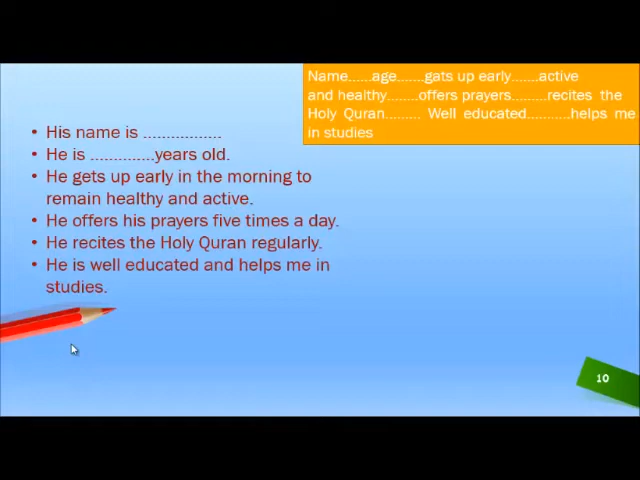 Name......age.......gats up early.......active
and healthy........offers prayers.........recites the
Holy Quran......... Well educated...........helps me
in studies
• His name is .................
• He is ..............years old.
• He gets up early in the morning to
remain healthy and active.
• He offers his prayers five times a day.
• He recites the Holy Quran regularly.
• He is well educated and helps me in
studies.
10